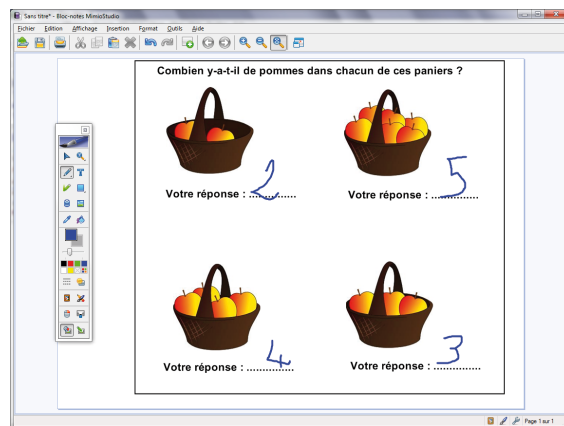 Sans titre* - Bloc-notes MimioStudio
Fichier Edition Affichage Insertion Format Outils Aide
Combien y-a-t-il de pommes dans chacun de ces paniers ?
Votre réponse : 2
Votre réponse : 5
Votre réponse : 4
Votre réponse : 3
T
Page 1 sur 1